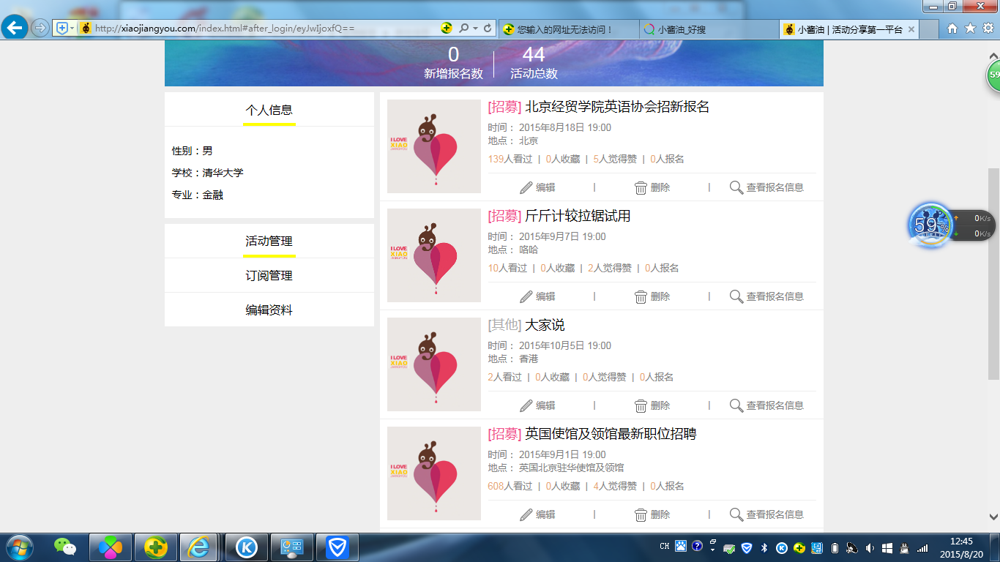 http://xiaojiangyou.com/index.html#after_login/eyJwIjoxfQ==
您输入的网址无法访问！
小酱油_好搜
小酱油 | 活动分享第一平台
0
新增报名数
44
活动总数
个人信息
性别：男
学校：清华大学
专业：金融
活动管理
订阅管理
编辑资料
[招募] 北京经贸学院英语协会招新报名
时间： 2015年8月18日 19:00
地点： 北京
139人看过 | 0人收藏 | 5人觉得赞 | 0人报名
编辑 | 删除 | 查看报名信息
I LOVE
XIAO
JIANGYOU
[招募] 斤斤计较拉锯试用
时间： 2015年9月7日 19:00
地点： 咯哈
10人看过 | 0人收藏 | 2人觉得赞 | 0人报名
编辑 | 删除 | 查看报名信息
I LOVE
XIAO
JIANGYOU
[其他] 大家说
时间： 2015年10月5日 19:00
地点： 香港
2人看过 | 0人收藏 | 0人觉得赞 | 0人报名
编辑 | 删除 | 查看报名信息
I LOVE
XIAO
JIANGYOU
[招募] 英国使馆及领馆最新职位招聘
时间： 2015年9月1日 19:00
地点： 英国北京驻华使馆及领馆
608人看过 | 0人收藏 | 4人觉得赞 | 0人报名
编辑 | 删除 | 查看报名信息
I LOVE
XIAO
JIANGYOU
59
59%
0K/s
0K/s
CH
12:45
2015/8/20